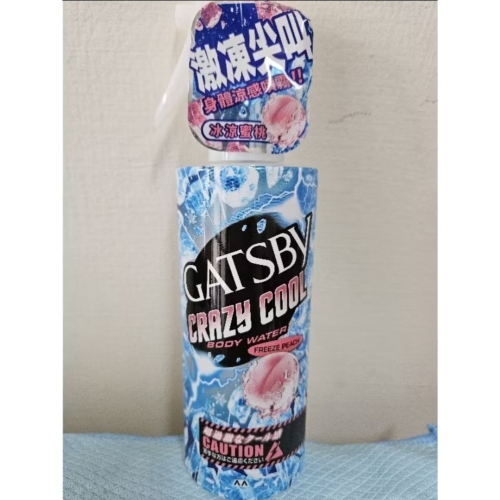 激凍尖叫
身體涼感噴霧!!
冰涼蜜桃
GATSBY
CRAZY COOL
BODY WATER
FREEZE PEACH
CAUTION